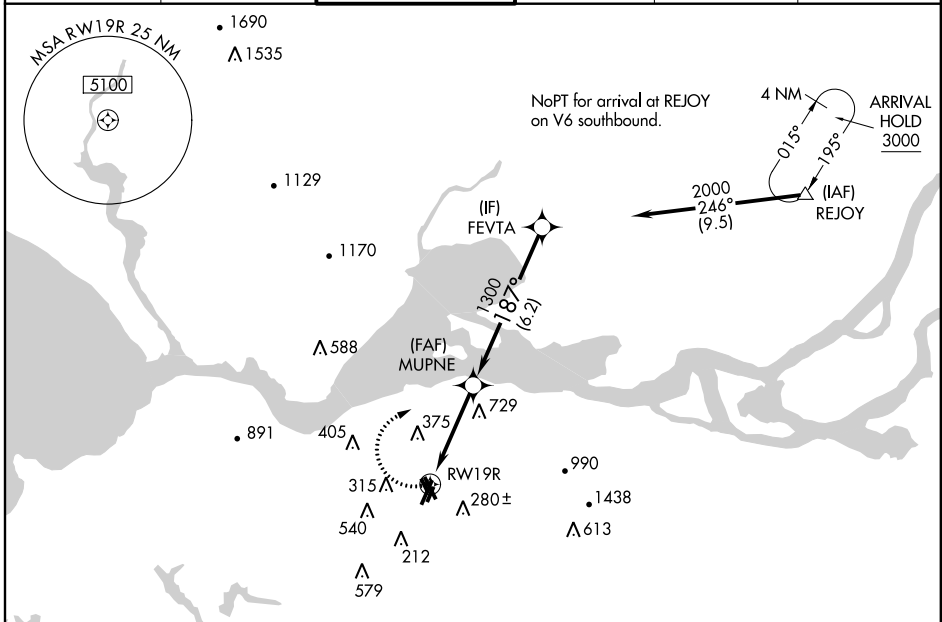 1690
1535
MSA RW19R 25 NM
5100
NoPT for arrival at REJOY
on V6 southbound.
4 NM
ARRIVAL
HOLD
3000
015°
195°
(IAF)
REJOY
2000
246°
(9.5)
1129
(IF)
FEVTA
1170
1300
187°
(6.2)
588
(FAF)
MUPNE
729
375
405
891
RW19R
990
315
280±
1438
540
613
212
579